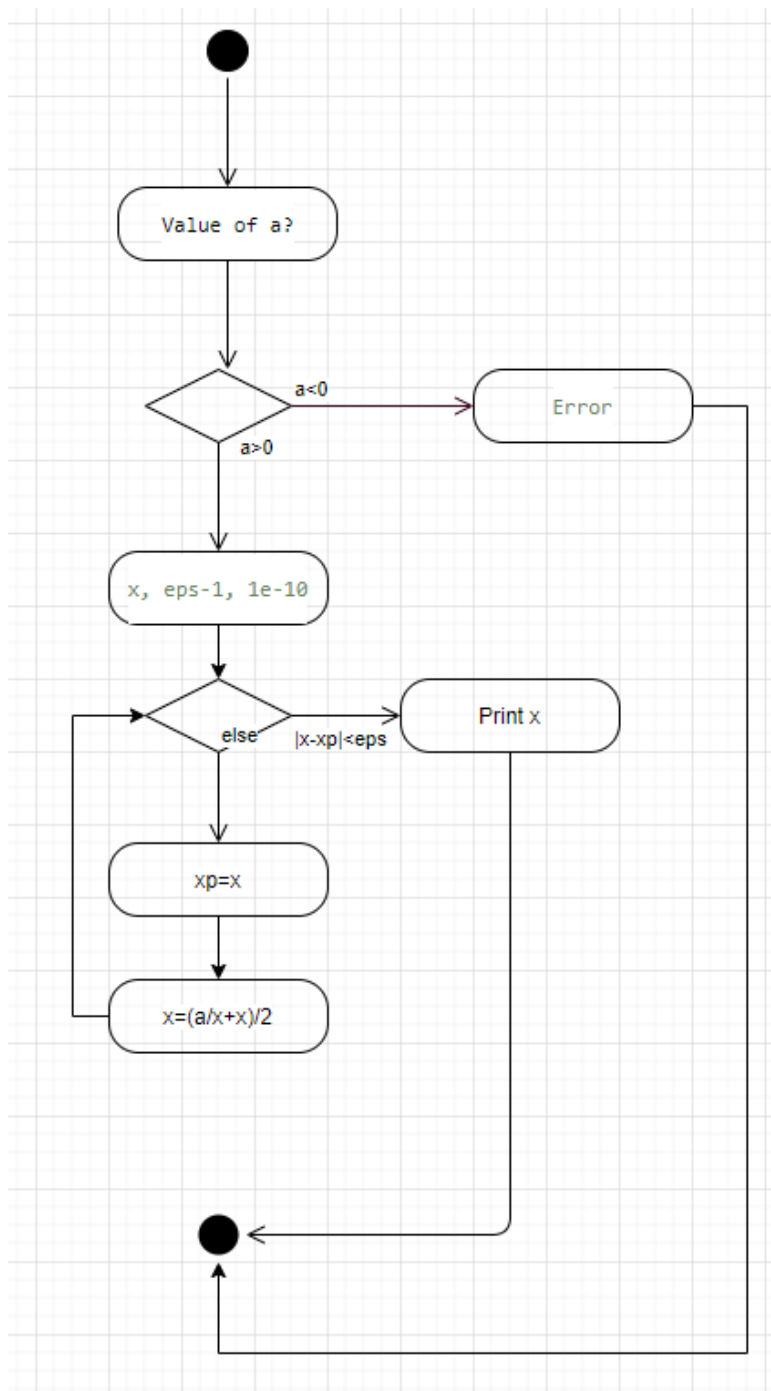 Value of a?
a<0
Error
a>0
x, eps-1, 1e-10
else
|x-xp|<eps
Print x
xp=x
x=(a/x+x)/2